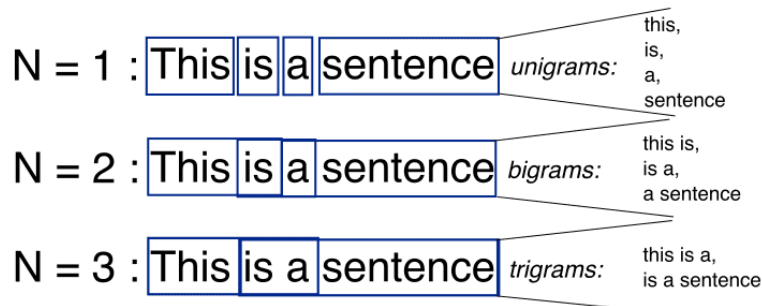 N = 1 : This is a sentence unigrams: this,
is,
a,
sentence
N = 2 : This is a sentence bigrams: this is,
is a,
a sentence
N = 3 : This is a sentence trigrams: this is a,
is a sentence